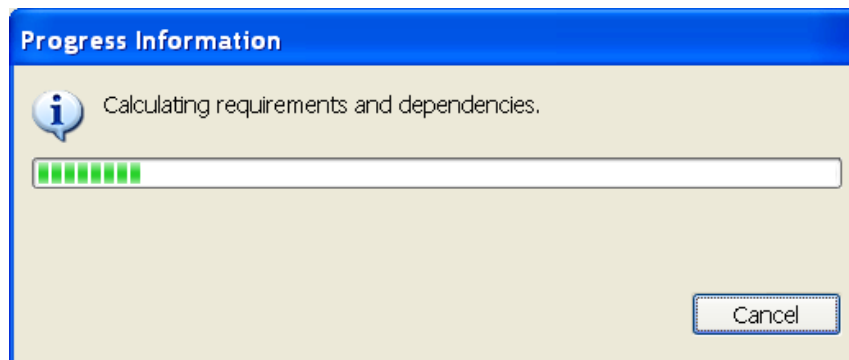 Progress Information
Calculating requirements and dependencies.
Cancel